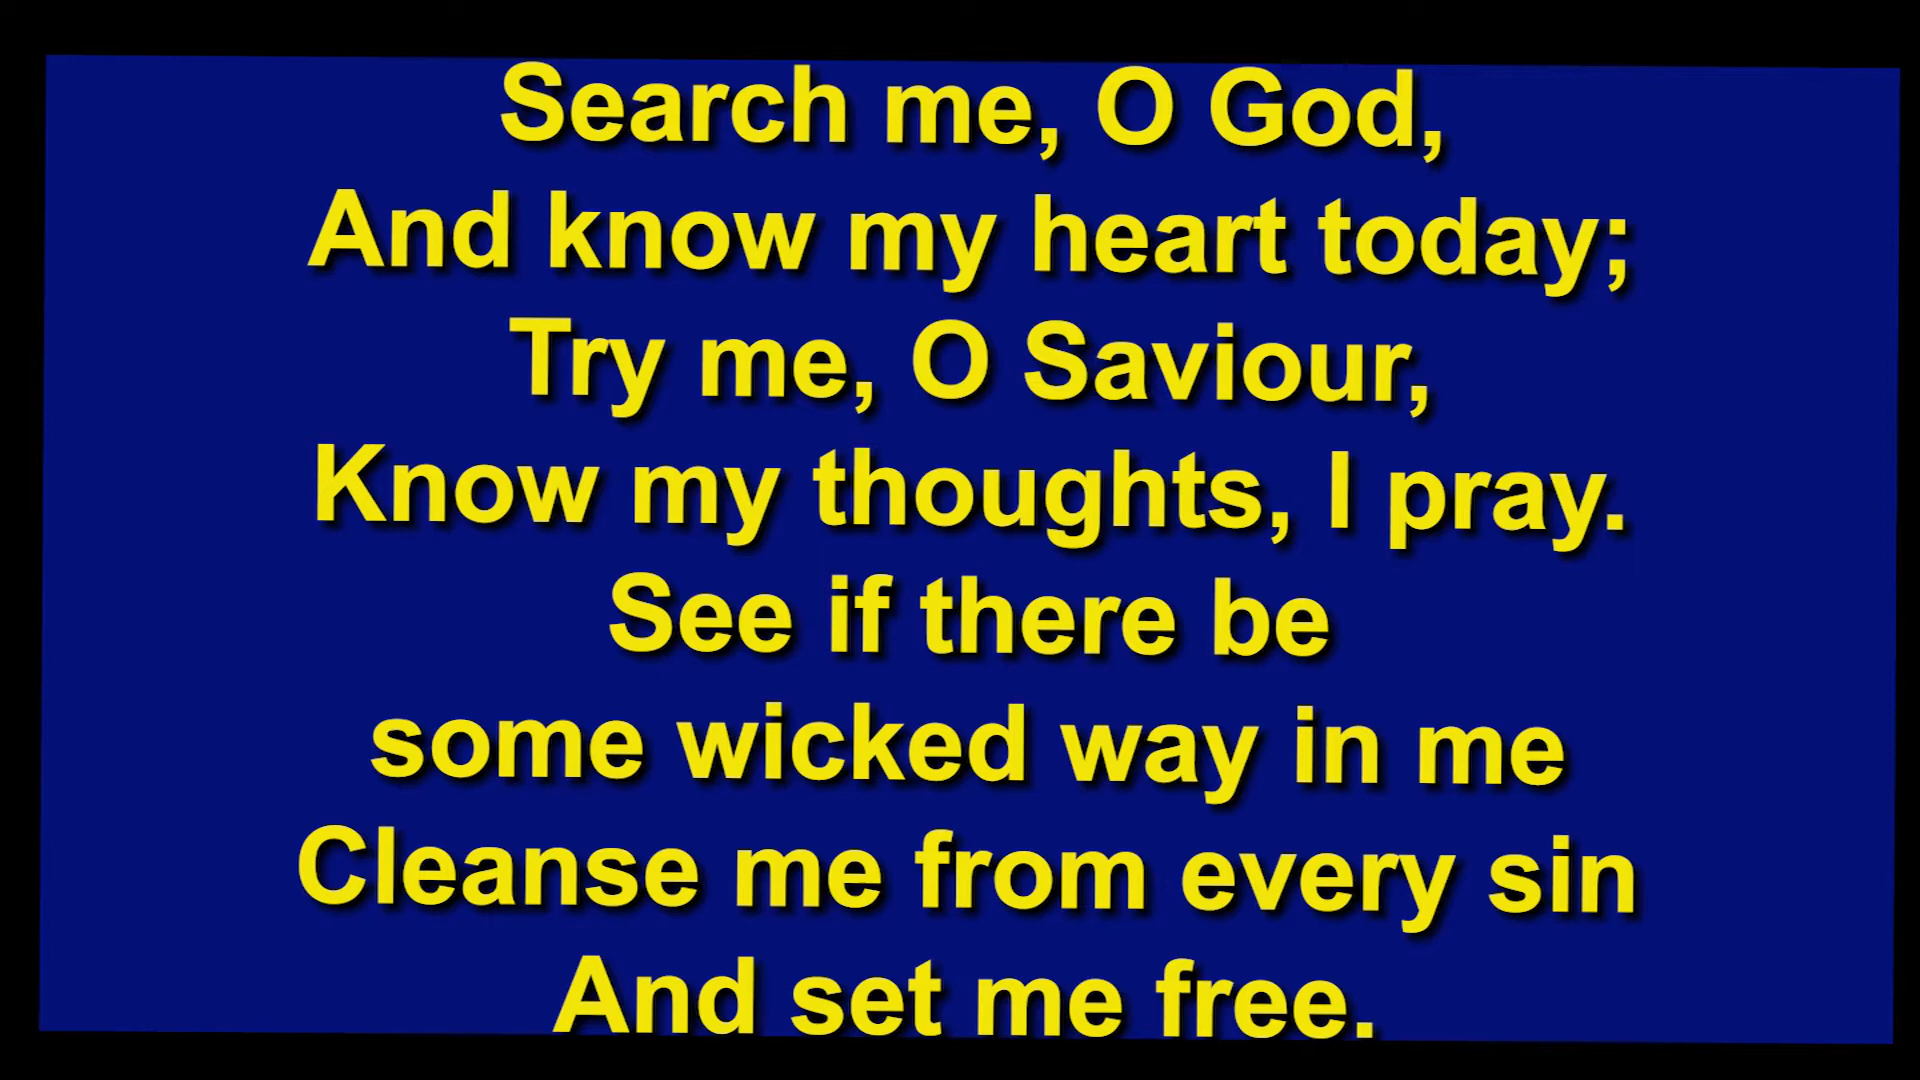 Search me, O God,
And know my heart today;
Try me, O Saviour,
Know my thoughts, I pray.
See if there be
some wicked way in me
Cleanse me from every sin
And set me free.